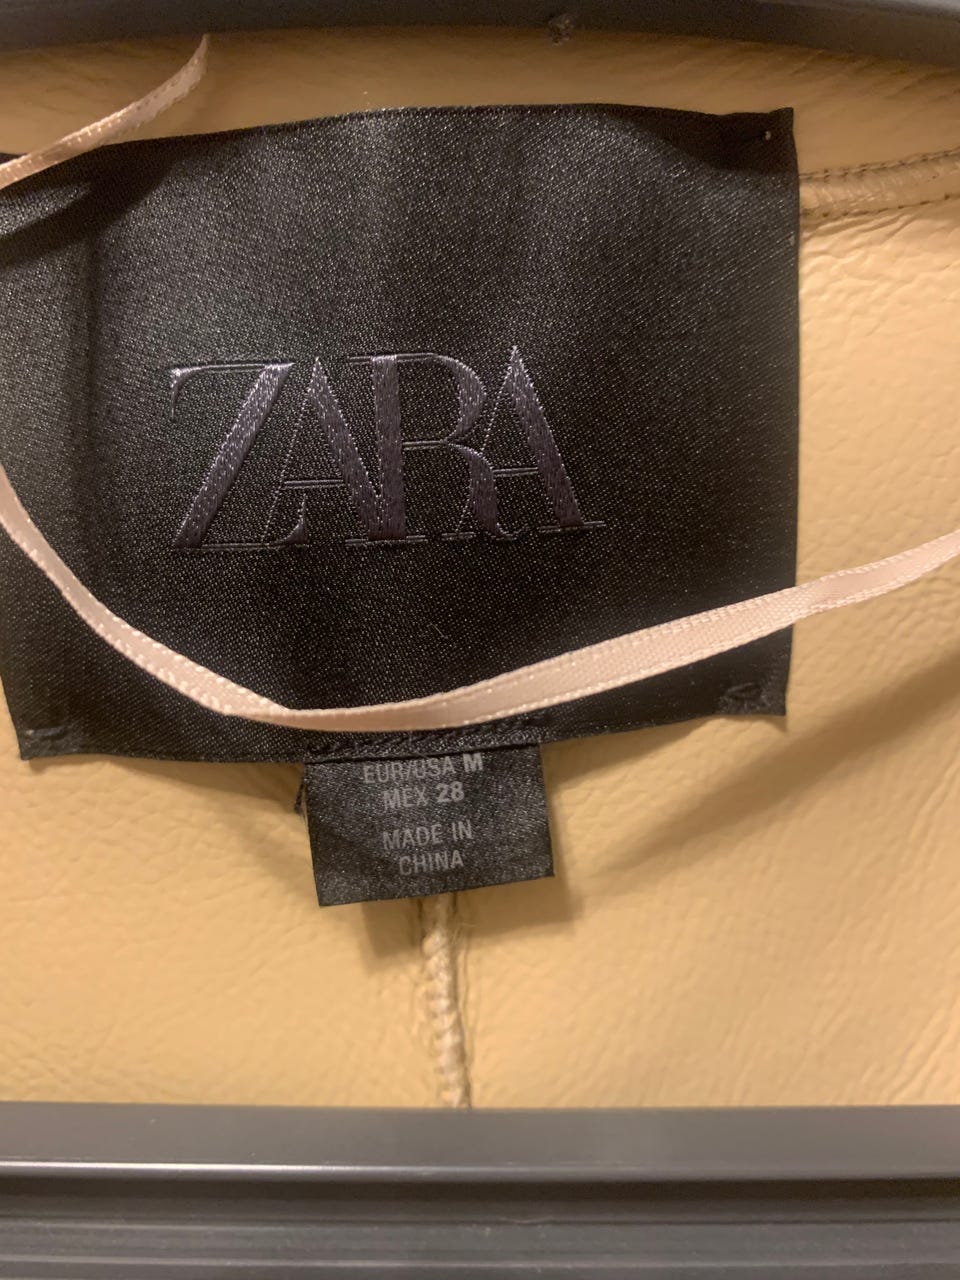 ZARA
EUR/USA M
MEX 28
MADE IN
CHINA